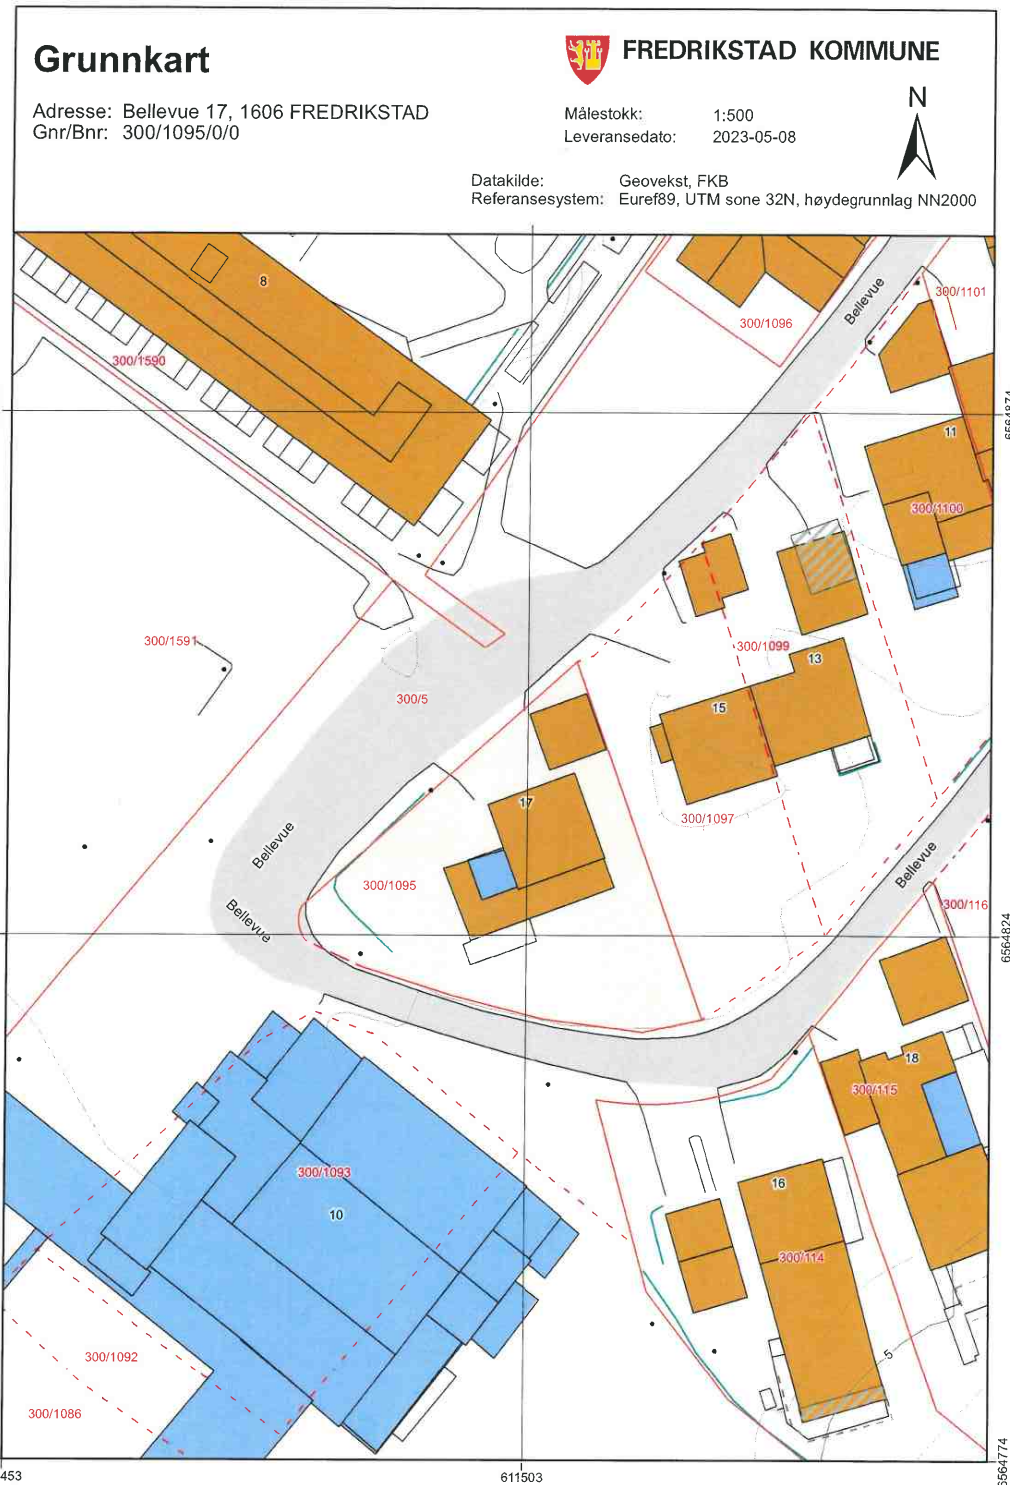 Grunnkart
FREDRIKSTAD KOMMUNE
Adresse: Bellevue 17, 1606 FREDRIKSTAD
Gnr/Bnr: 300/1095/0/0
Målestokk: 1:500
Leveransedato: 2023-05-08
N
Datakilde: Geovekst, FKB
Referansesystem: Euref89, UTM sone 32N, høydegrunnlag NN2000
8
Bellevue
300/1101
300/1096
300/1590
6564874
11
300/1100
300/1591
300/1099
13
300/5
15
17
300/1097
Bellevue
Bellevue
300/1095
Bellevue
300/116
6564824
18
300/115
300/1093
16
10
300/114
300/1092
5
300/1086
6564774
453
611503